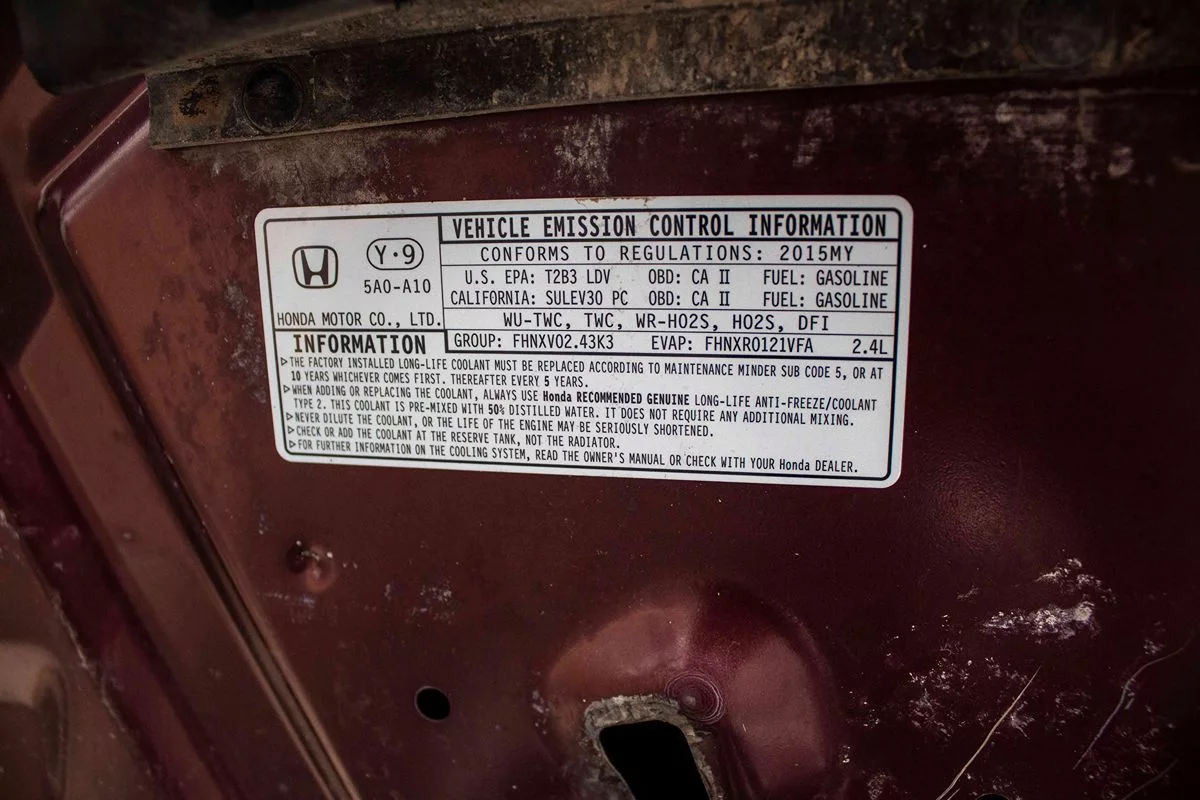 VEHICLE EMISSION CONTROL INFORMATION
Y·9
CONFORMS TO REGULATIONS: 2015MY
5A0-A10
U.S. EPA: T2B3 LDV OBD: CA II FUEL: GASOLINE
CALIFORNIA: SULEV30 PC OBD: CA II FUEL: GASOLINE
HONDA MOTOR CO., LTD.
WU-TWC, TWC, WR-HO2S, HO2S, DFI
INFORMATION
GROUP: FHNXV02.43K3 EVAP: FHNXR0121VFA 2.4L
▷THE FACTORY INSTALLED LONG-LIFE COOLANT MUST BE REPLACED ACCORDING TO MAINTENANCE MINDER SUB CODE 5, OR AT
10 YEARS WHICHEVER COMES FIRST. THEREAFTER EVERY 5 YEARS.
▷WHEN ADDING OR REPLACING THE COOLANT, ALWAYS USE Honda RECOMMENDED GENUINE LONG-LIFE ANTI-FREEZE/COOLANT
TYPE 2. THIS COOLANT IS PRE-MIXED WITH 50% DISTILLED WATER. IT DOES NOT REQUIRE ANY ADDITIONAL MIXING.
▷NEVER DILUTE THE COOLANT, OR THE LIFE OF THE ENGINE MAY BE SERIOUSLY SHORTENED.
▷CHECK OR ADD THE COOLANT AT THE RESERVE TANK, NOT THE RADIATOR.
▷FOR FURTHER INFORMATION ON THE COOLING SYSTEM, READ THE OWNER'S MANUAL OR CHECK WITH YOUR Honda DEALER.